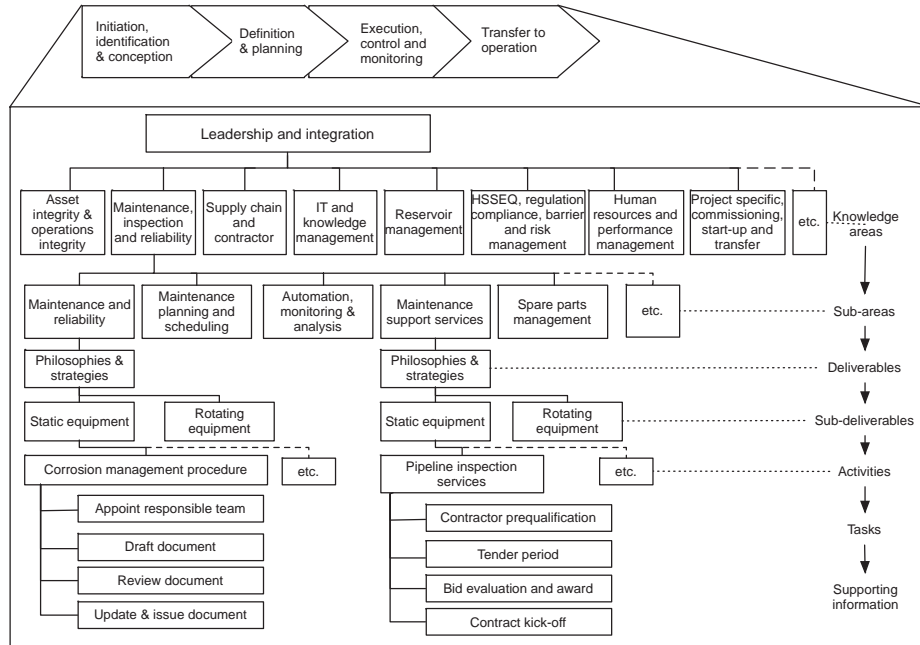 Initiation,
identification
& conception
Definition
& planning
Execution,
control and
monitoring
Transfer to
operation
Leadership and integration
Asset
integrity &
operations
integrity
Maintenance,
inspection
and reliability
Supply chain
and
contractor
IT and
knowledge
management
Reservoir
management
HSSEQ, regulation
compliance, barrier
and risk
management
Human
resources and
performance
management
Project specific,
commissioning,
start-up and
transfer
etc.
Knowledge
areas
Maintenance and
reliability
Maintenance
planning and
scheduling
Automation,
monitoring &
analysis
Maintenance
support services
Spare parts
management
etc.
Sub-areas
Philosophies &
strategies
Philosophies &
strategies
Deliverables
Static equipment
Rotating
equipment
Static equipment
Rotating
equipment
Sub-deliverables
Corrosion management procedure
etc.
Pipeline inspection
services
etc.
Activities
Appoint responsible team
Draft document
Review document
Update & issue document
Contractor prequalification
Tender period
Bid evaluation and award
Contract kick-off
Tasks
Supporting
information